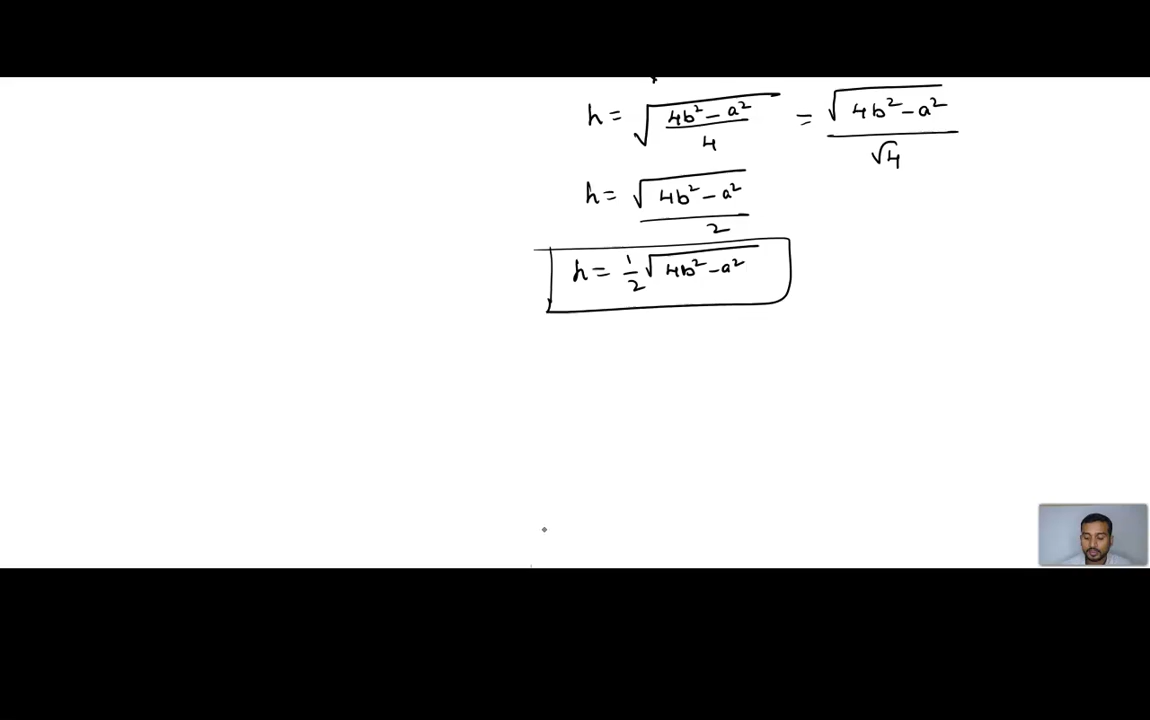 h = √((4b² - a²)/4) = √(4b² - a²)/√4
h = √(4b² - a²)/2
h = 1/2 √(4b² - a²)